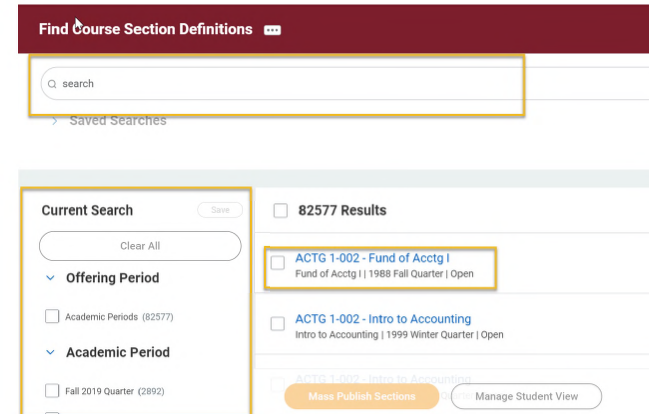 Find Course Section Definitions
search
Saved Searches
Current Search
Save
82577 Results
Clear All
ACTG 1-002 - Fund of Acctg I
Fund of Acctg I | 1988 Fall Quarter | Open
Offering Period
Academic Periods (82577)
ACTG 1-002 - Intro to Accounting
Intro to Accounting | 1999 Winter Quarter | Open
Academic Period
ACTG 1-002 - Intro to Accounting
Fall 2019 Quarter (2892)
Mass Publish Sections
Manage Student View